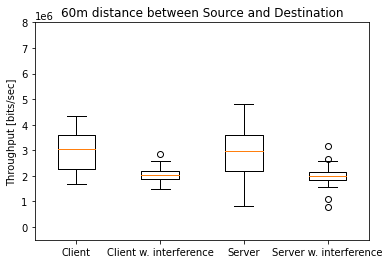 60m distance between Source and Destination
1e6
8
7
6
5
4
3
2
1
0
Throughput [bits/sec]
Client
Client w. interference
Server
Server w. interference